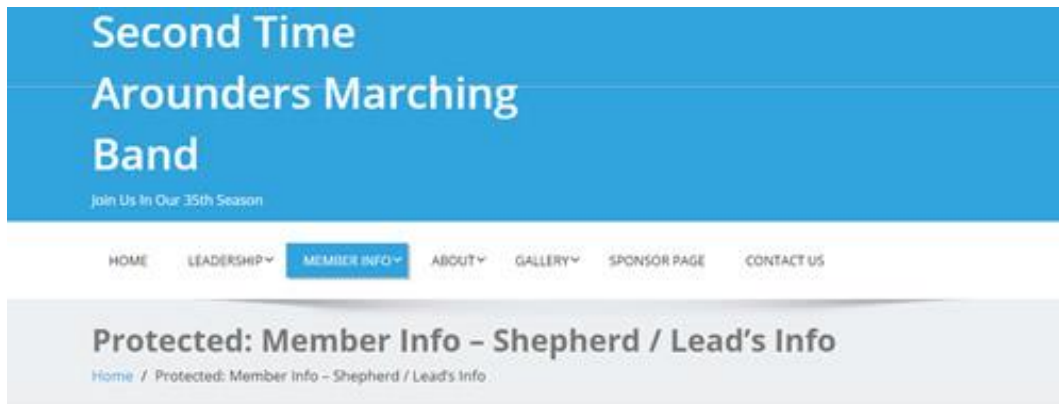 Second Time
Arounders Marching
Band
Join Us In Our 35th Season
HOME LEADERSHIP MEMBER INFO ABOUT GALLERY SPONSOR PAGE CONTACT US
Protected: Member Info – Shepherd / Lead's Info
Home / Protected: Member Info – Shepherd / Lead's Info